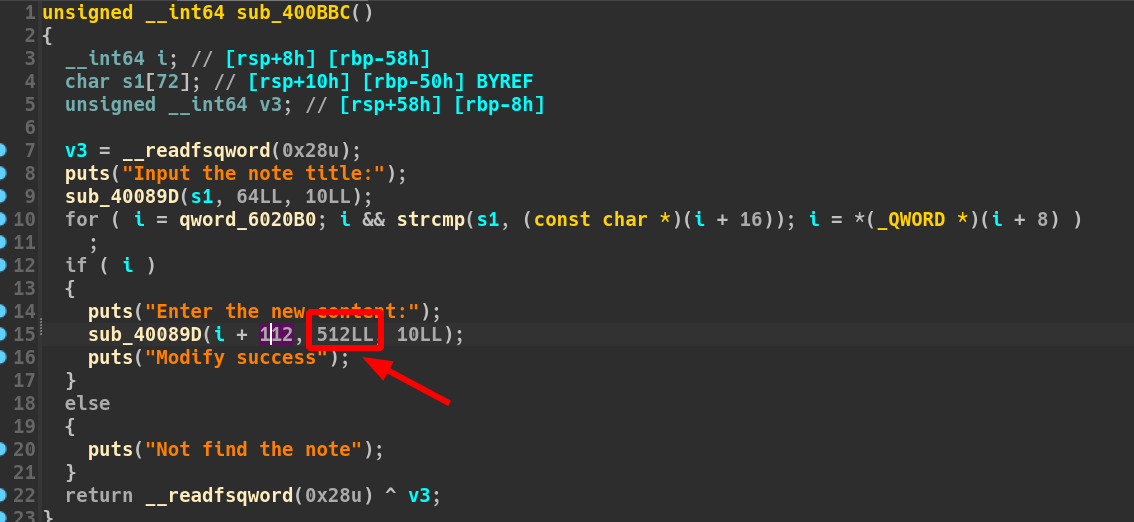 1 unsigned __int64 sub_400BBC()
2 {
3 __int64 i; // [rsp+8h] [rbp-58h]
4 char s1[72]; // [rsp+10h] [rbp-50h] BYREF
5 unsigned __int64 v3; // [rsp+58h] [rbp-8h]
6
7 v3 = __readfsqword(0x28u);
8 puts("Input the note title:");
9 sub_40089D(s1, 64LL, 10LL);
10 for ( i = qword_6020B0; i && strcmp(s1, (const char *)(i + 16)); i = *(_QWORD *)(i + 8) )
11 ;
12 if ( i )
13 {
14 puts("Enter the new content:");
15 sub_40089D(i + 112, 512LL, 10LL);
16 puts("Modify success");
17 }
18 else
19 {
20 puts("Not find the note");
21 }
22 return __readfsqword(0x28u) ^ v3;
23 }